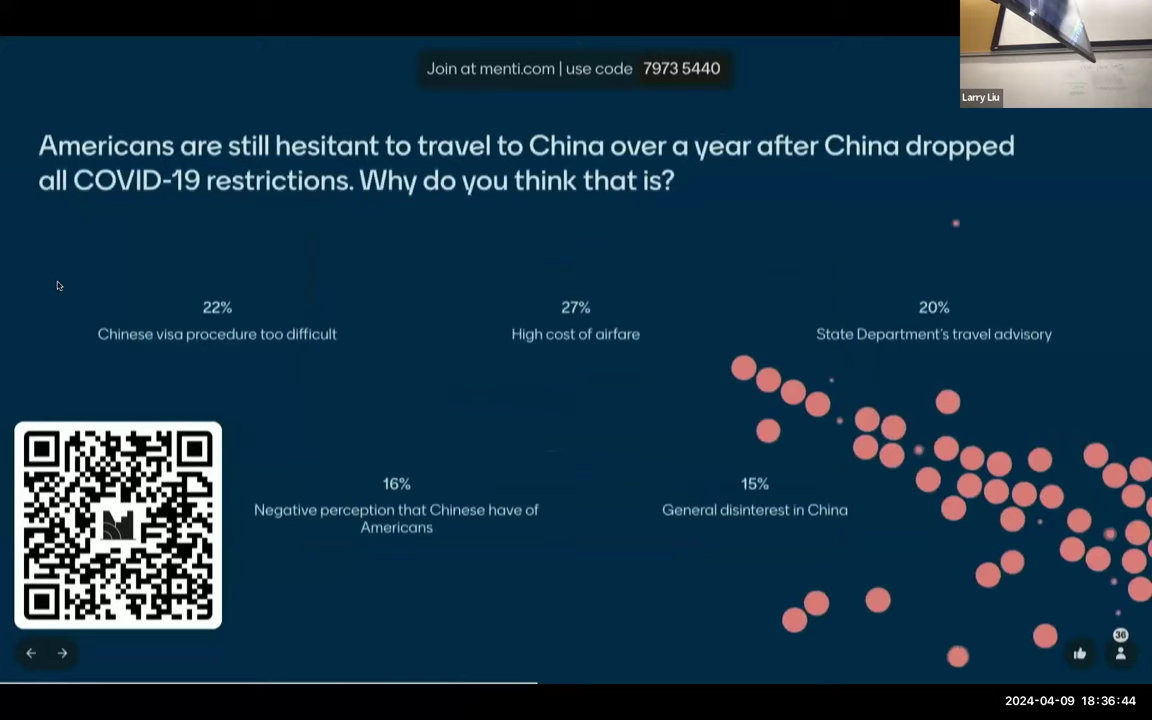 Join at menti.com | use code 7973 5440
Larry Liu
Americans are still hesitant to travel to China over a year after China dropped
all COVID-19 restrictions. Why do you think that is?
22%
Chinese visa procedure too difficult
27%
High cost of airfare
20%
State Department's travel advisory
16%
Negative perception that Chinese have of
Americans
15%
General disinterest in China
36
2024-04-09 18:36:44